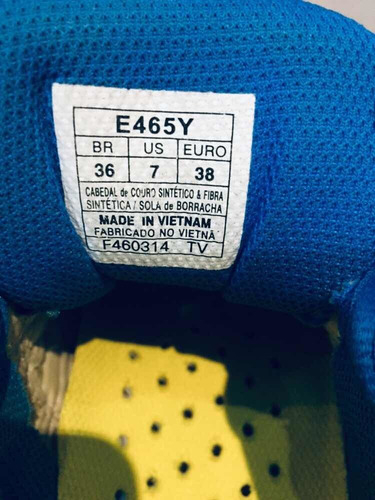 E465Y
BR US EURO
36 7 38
CABEDAL de COURO SINTÉTICO & FIBRA
SINTÉTICA / SOLA de BORRACHA
MADE IN VIETNAM
FABRICADO NO VIETNÃ
F460314 TV